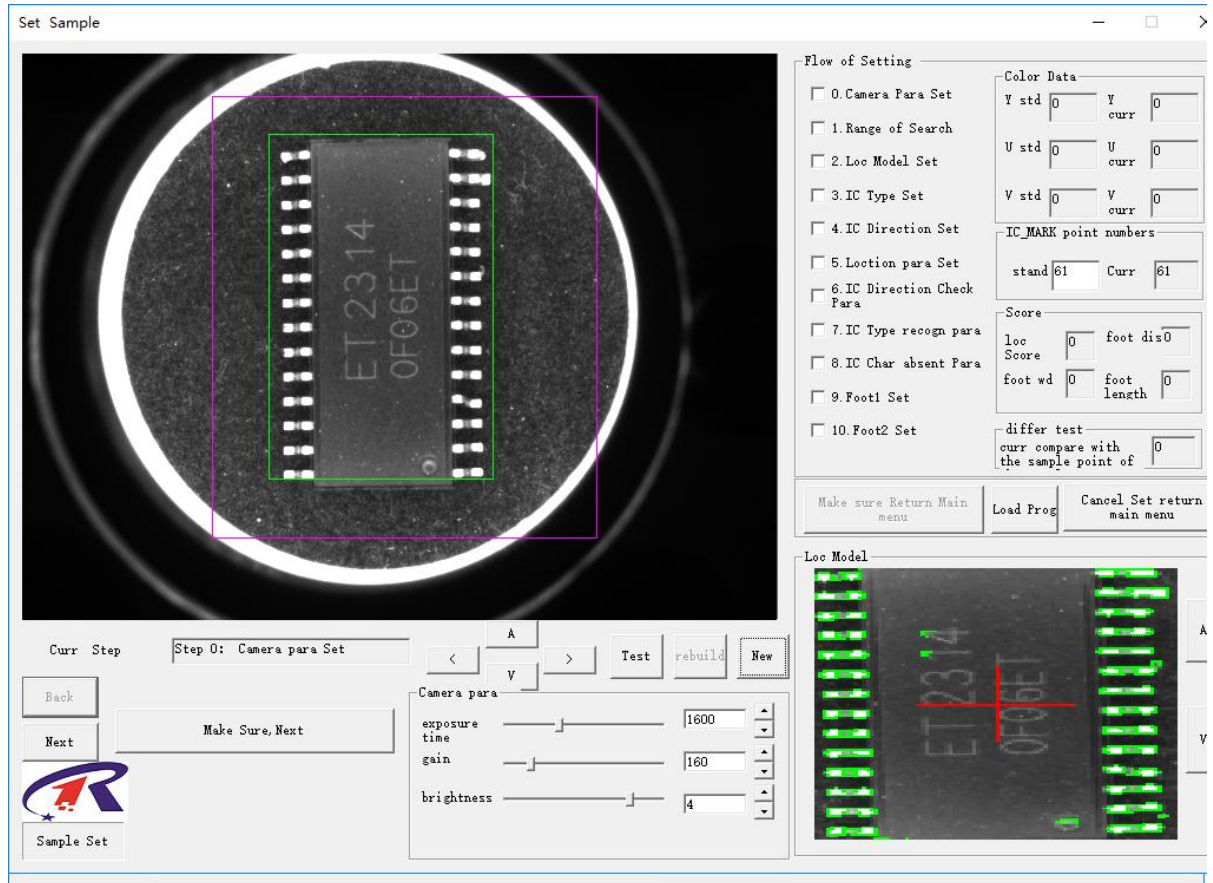 Set Sample
ET2314
0F06ET
Flow of Setting
0.Camera Para Set
1.Range of Search
2.Loc Model Set
3.IC Type Set
4.IC Direction Set
5.Loction para Set
6.IC Direction Check
Para
7.IC Type recogn para
8.IC Char absent Para
9.Foot1 Set
10.Foot2 Set
Color Data
Y std 0 Y
curr 0
U std 0 U
curr 0
V std 0 V
curr 0
IC_MARK point numbers
stand 61 Curr 61
Score
loc
Score 0 foot dis 0
foot wd 0 foot
length 0
differ test
curr compare with
the sample point of 0
Make sure Return Main
menu
Load Prog
Cancel Set return
main menu
Loc Model
ET2314
0F06ET
A
V
Curr Step Step 0: Camera para Set
A
<
>
V
Test
rebuild
New
Back
Next
Make Sure,Next
Sample Set
Camera para
exposure
time 1600
gain 160
brightness 4